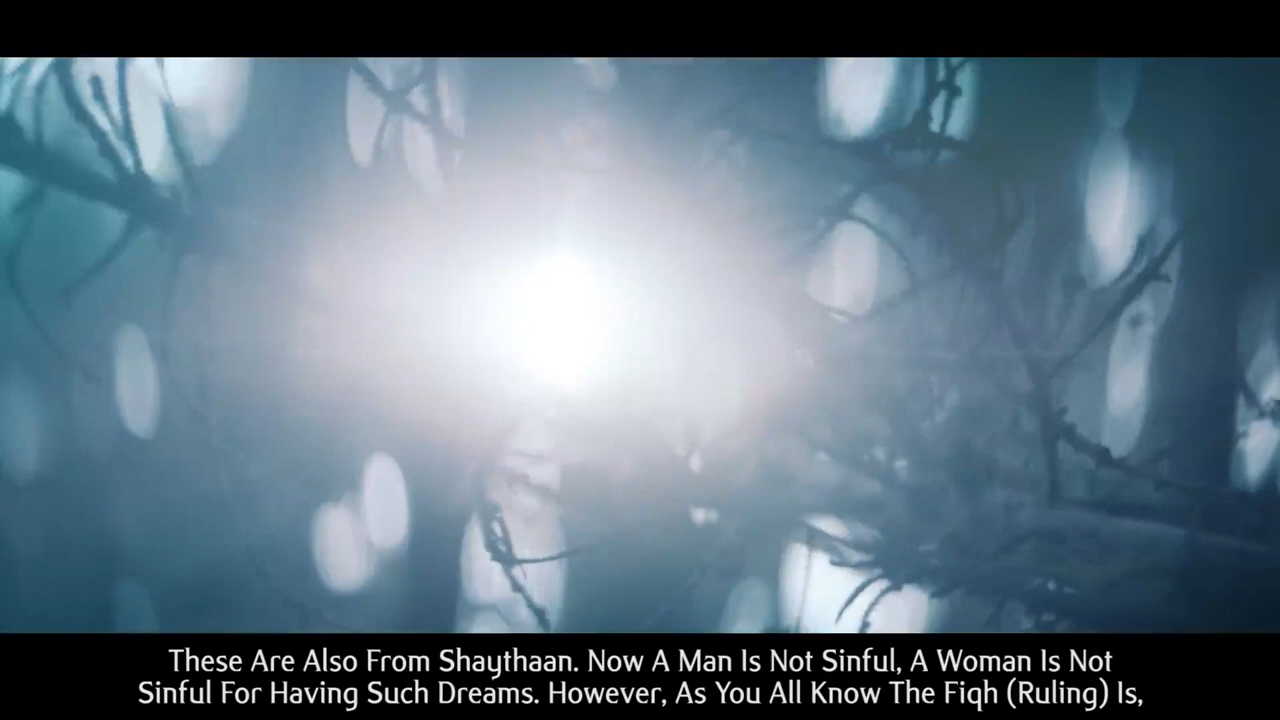 These Are Also From Shaythaan. Now A Man Is Not Sinful, A Woman Is Not
Sinful For Having Such Dreams. However, As You All Know The Fiqh (Ruling) Is,